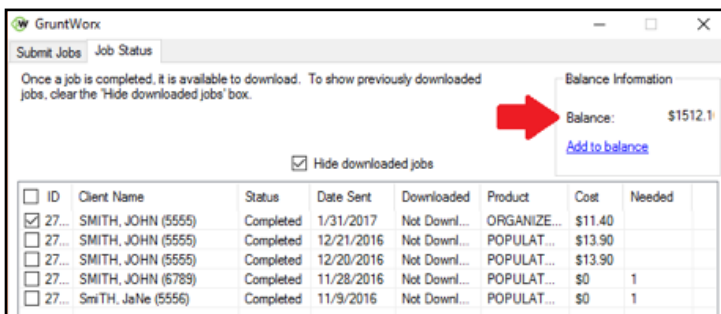 GruntWorx
Submit Jobs Job Status
Once a job is completed, it is available to download. To show previously downloaded
jobs, clear the 'Hide downloaded jobs' box.
Balance Information
Balance: $1512.1
Add to balance
Hide downloaded jobs
ID Client Name Status Date Sent Downloaded Product Cost Needed
27... SMITH, JOHN (5555) Completed 1/31/2017 Not Downl... ORGANIZE... $11.40
27... SMITH, JOHN (5555) Completed 12/21/2016 Not Downl... POPULAT... $13.90
27... SMITH, JOHN (5555) Completed 12/20/2016 Not Downl... POPULAT... $13.90
27... SMITH, JOHN (6789) Completed 11/28/2016 Not Downl... POPULAT... $0 1
27... SmiTH, JaNe (5556) Completed 11/9/2016 Not Downl... POPULAT... $0 1